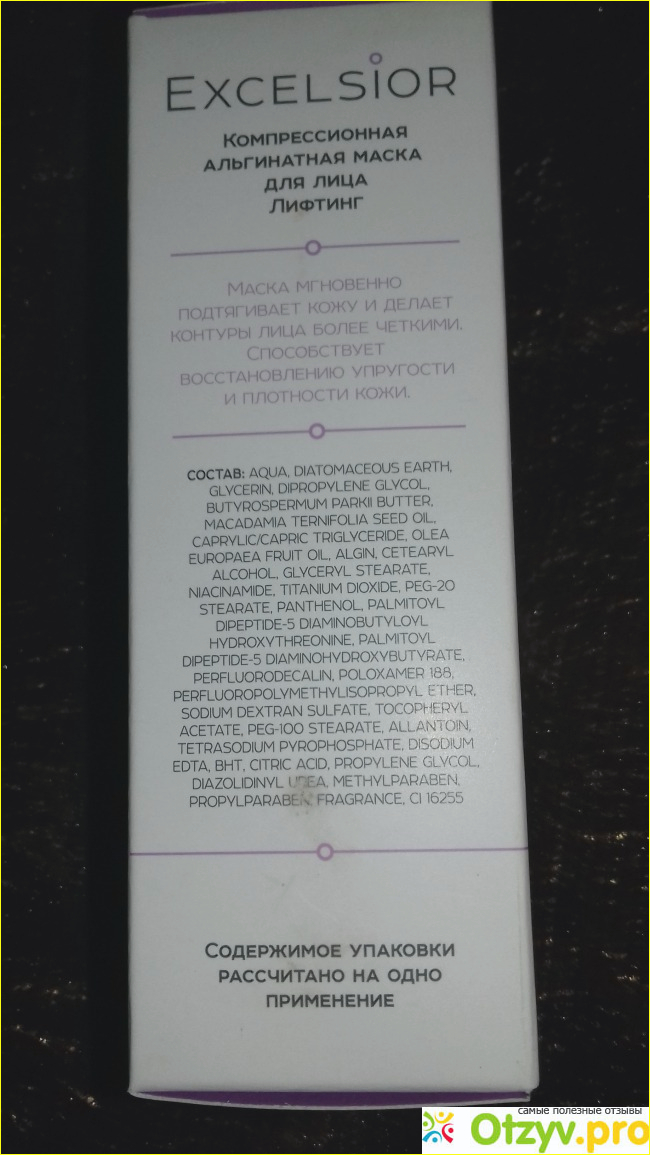 EXCELSIOR
КОМПРЕССИОННАЯ
АЛЬГИНАТНАЯ МАСКА
ДЛЯ ЛИЦА
ЛИФТИНГ
МАСКА МГНОВЕННО
ПОДТЯГИВАЕТ КОЖУ И ДЕЛАЕТ
КОНТУРЫ ЛИЦА БОЛЕЕ ЧЕТКИМИ.
СПОСОБСТВУЕТ
ВОССТАНОВЛЕНИЮ УПРУГОСТИ
И ПЛОТНОСТИ КОЖИ.
СОСТАВ: AQUA, DIATOMACEOUS EARTH,
GLYCERIN, DIPROPYLENE GLYCOL,
BUTYROSPERMUM PARKII BUTTER,
MACADAMIA TERNIFOLIA SEED OIL,
CAPRYLIC/CAPRIC TRIGLYCERIDE, OLEA
EUROPAEA FRUIT OIL, ALGIN, CETEARYL
ALCOHOL, GLYCERYL STEARATE,
NIACINAMIDE, TITANIUM DIOXIDE, PEG-20
STEARATE, PANTHENOL, PALMITOYL
DIPEPTIDE-5 DIAMINOBUTYLOYL
HYDROXYTHREONINE, PALMITOYL
DIPEPTIDE-5 DIAMINOHYDROXYBUTYRATE,
PERFLUORODECALIN, POLOXAMER 188,
PERFLUOROPOLYMETHYLISOPROPYL ETHER,
SODIUM DEXTRAN SULFATE, TOCOPHERYL
ACETATE, PEG-100 STEARATE, ALLANTOIN,
TETRASODIUM PYROPHOSPHATE, DISODIUM
EDTA, BHT, CITRIC ACID, PROPYLENE GLYCOL,
DIAZOLIDINYL UREA, METHYLPARABEN,
PROPYLPARABEN, FRAGRANCE, CI 16255
СОДЕРЖИМОЕ УПАКОВКИ
РАССЧИТАНО НА ОДНО
ПРИМЕНЕНИЕ
самые полезные отзывы
Otzyv.pro